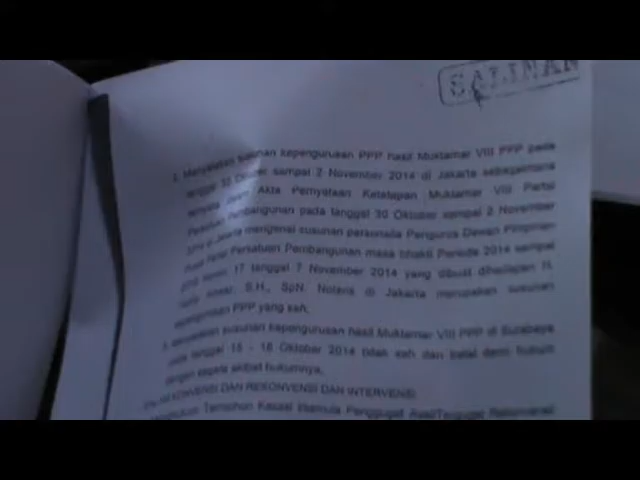 SALINAN
2. Menyatakan susunan kepengurusan PPP hasil Muktamar VIII PPP pada
tanggal 30 Oktober sampai 2 November 2014 di Jakarta sebagaimana
Akta Pernyataan Ketetapan Muktamar VIII Partai
Persatuan Pembangunan pada tanggal 30 Oktober sampai 2 November
2014 di Jakarta mengenai susunan personalia Pengurus Dewan Pimpinan
Pusat Partai Persatuan Pembangunan masa bhakti Periode 2014 sampai
17 tanggal 7 November 2014 yang dibuat dihadapan H.
S.H., SpN. Notaris di Jakarta merupakan susunan
kepengurusan PPP yang sah,
3. Menyatakan susunan kepengurusan hasil Muktamar VIII PPP di Surabaya
pada tanggal 15 - 18 Oktober 2014 tidak sah dan batal demi hukum
dengan segala akibat hukumnya,
DALAM KONVENSI DAN REKONVENSI DAN INTERVENSI
Termohon Kasasi Penggugat Rekonvensi